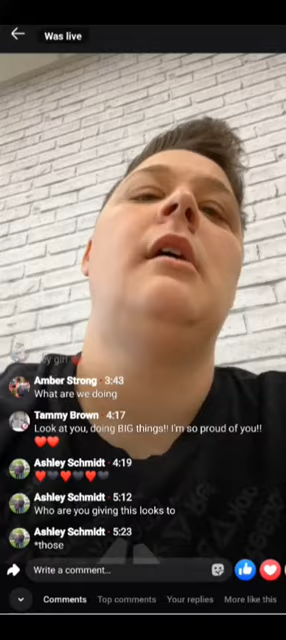 Was live
ey girl ❤️
Amber Strong · 3:43
What are we doing
Tammy Brown · 4:17
Look at you, doing BIG things!! I'm so proud of you!!
❤️❤️
Ashley Schmidt · 4:19
❤️🖤❤️🖤❤️🖤
Ashley Schmidt · 5:12
Who are you giving this looks to
Ashley Schmidt · 5:23
*those
Write a comment...
Comments Top comments Your replies More like this